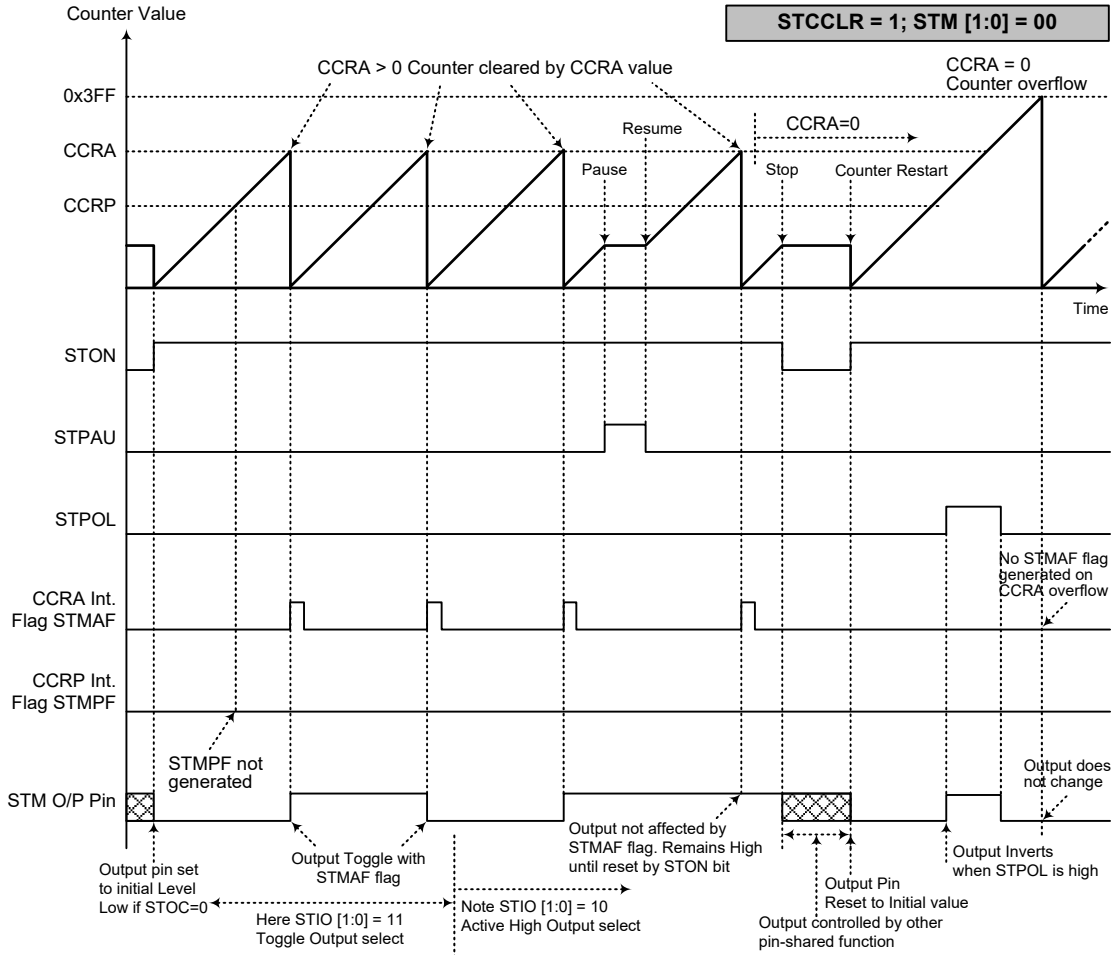 Counter Value
STCCLR = 1; STM [1:0] = 00
CCRA > 0 Counter cleared by CCRA value
CCRA = 0
Counter overflow
0x3FF
CCRA=0
Resume
CCRA
Pause
Stop
Counter Restart
CCRP
Time
STON
STPAU
STPOL
No STMAF flag
generated on
CCRA overflow
CCRA Int.
Flag STMAF
CCRP Int.
Flag STMPF
STMPF not
generated
STM O/P Pin
Output does
not change
Output pin set
to initial Level
Low if STOC=0
Output Toggle with
STMAF flag
Output not affected by
STMAF flag. Remains High
until reset by STON bit
Output Inverts
when STPOL is high
Here STIO [1:0] = 11
Toggle Output select
Note STIO [1:0] = 10
Active High Output select
Output Pin
Reset to Initial value
Output controlled by other
pin-shared function